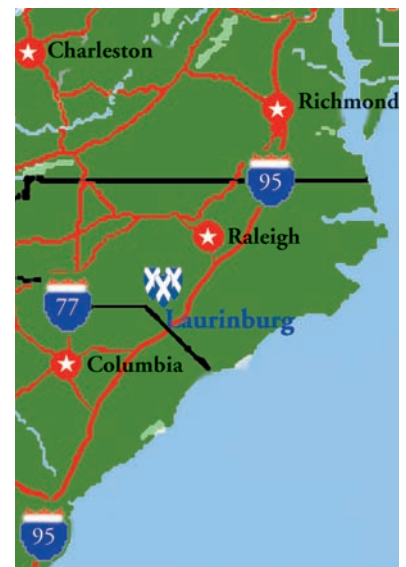 Charleston
Richmond
95
Raleigh
77
Laurinburg
Columbia
95